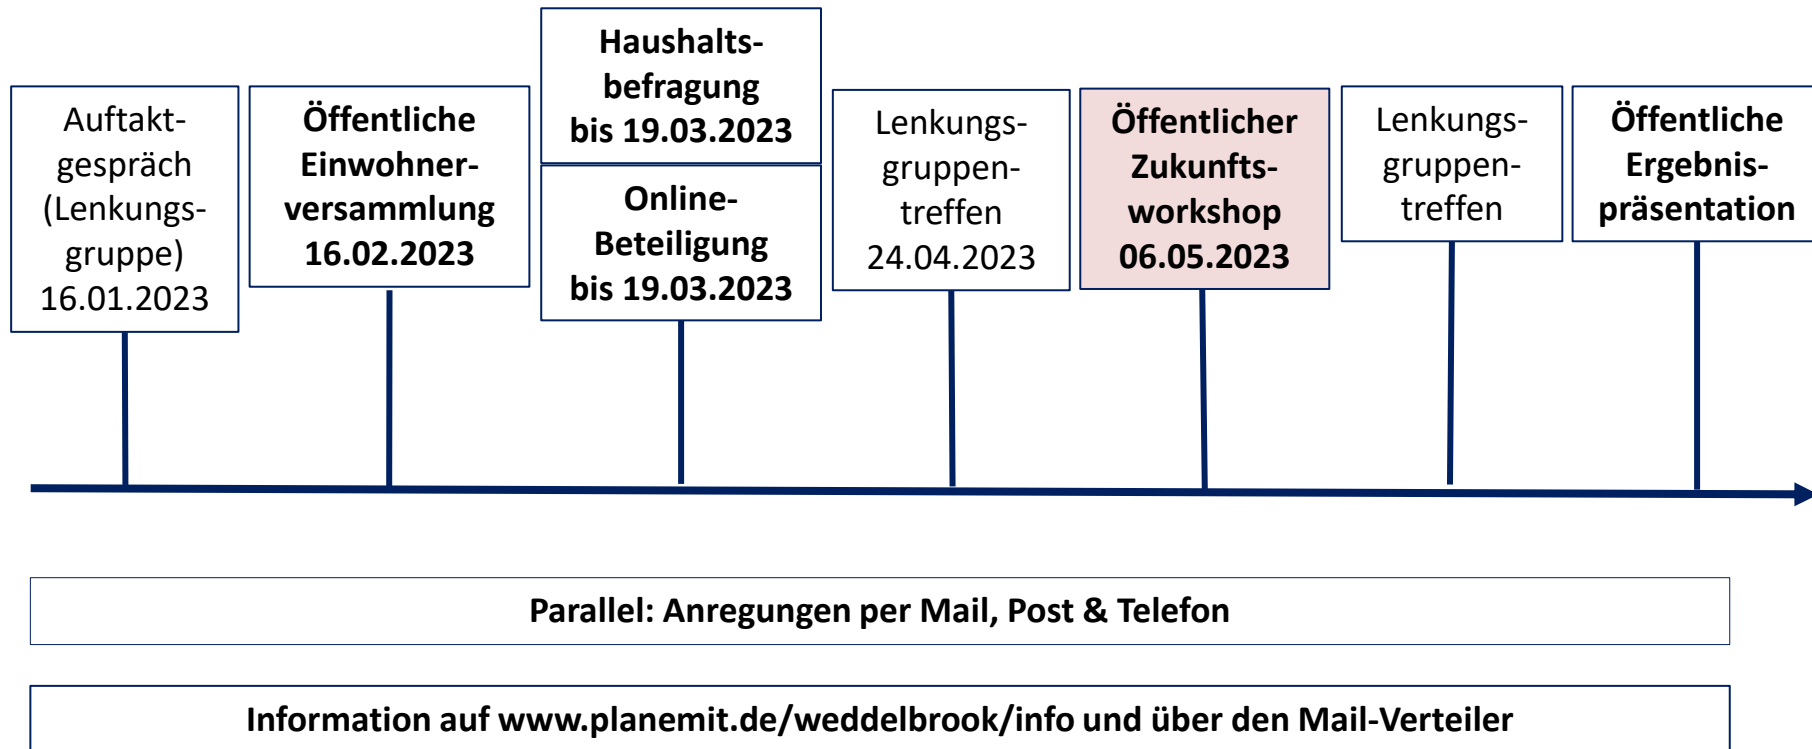 Auftakt-
gespräch
(Lenkungs-
gruppe)
16.01.2023
Öffentliche
Einwohner-
versammlung
16.02.2023
Haushalts-
befragung
bis 19.03.2023
Online-
Beteiligung
bis 19.03.2023
Lenkungs-
gruppen-
treffen
24.04.2023
Öffentlicher
Zukunfts-
workshop
06.05.2023
Lenkungs-
gruppen-
treffen
Öffentliche
Ergebnis-
präsentation
Parallel: Anregungen per Mail, Post & Telefon
Information auf www.planemit.de/weddelbrook/info und über den Mail-Verteiler